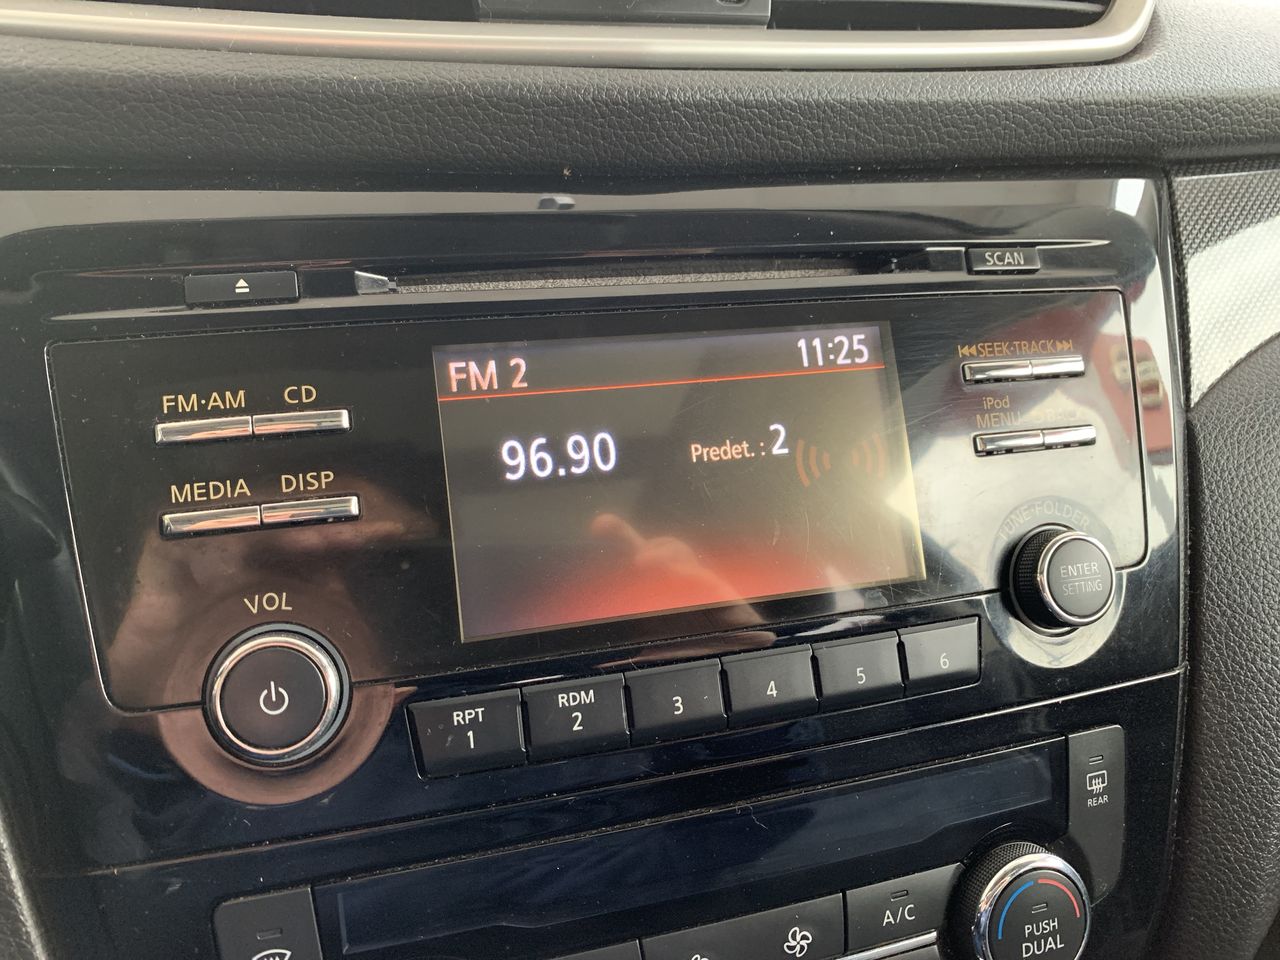 SCAN
FM·AM CD
FM 2 11:25
SEEK·TRACK
iPod
MENU
96.90 Predet. : 2
MEDIA DISP
TUNE·FOLDER
ENTER
SETTING
VOL
RPT
1
RDM
2
3
4
5
6
REAR
A/C
PUSH
DUAL